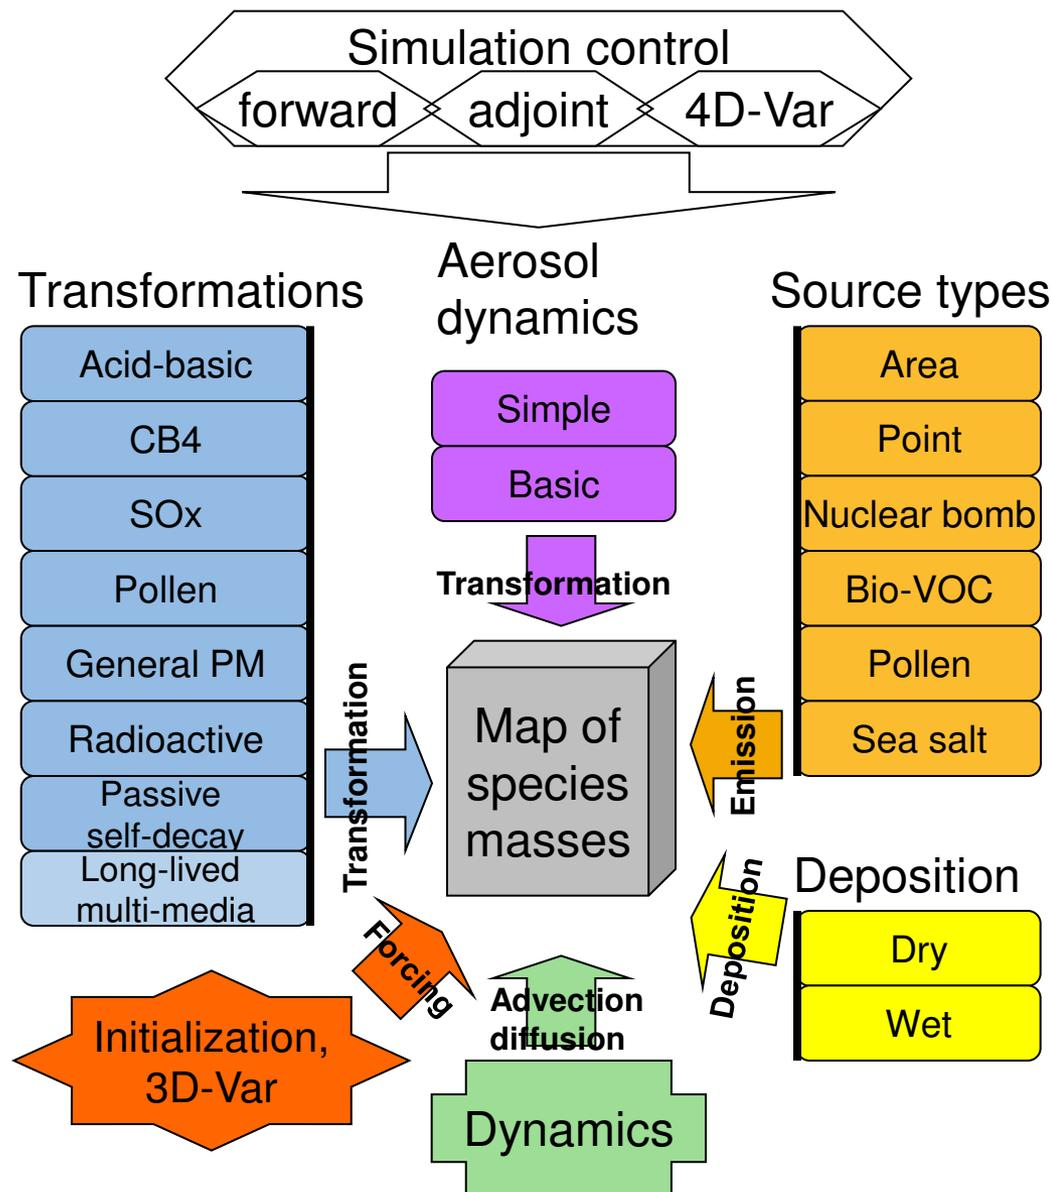 Simulation control
forward
adjoint
4D-Var
Transformations
Acid-basic
CB4
SOx
Pollen
General PM
Radioactive
Passive
self-decay
Long-lived
multi-media
Aerosol
dynamics
Simple
Basic
Transformation
Source types
Area
Point
Nuclear bomb
Bio-VOC
Pollen
Sea salt
Transformation
Map of
species
masses
Emission
Deposition
Deposition
Dry
Wet
Forcing
Initialization,
3D-Var
Advection
diffusion
Dynamics